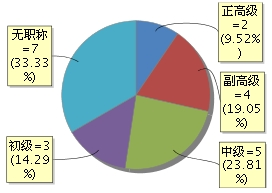 正高级
=2
(9.52%
)
副高级
=4
(19.05
%)
中级=5
(23.81
%)
初级=3
(14.29
%)
无职称
=7
(33.33
%)